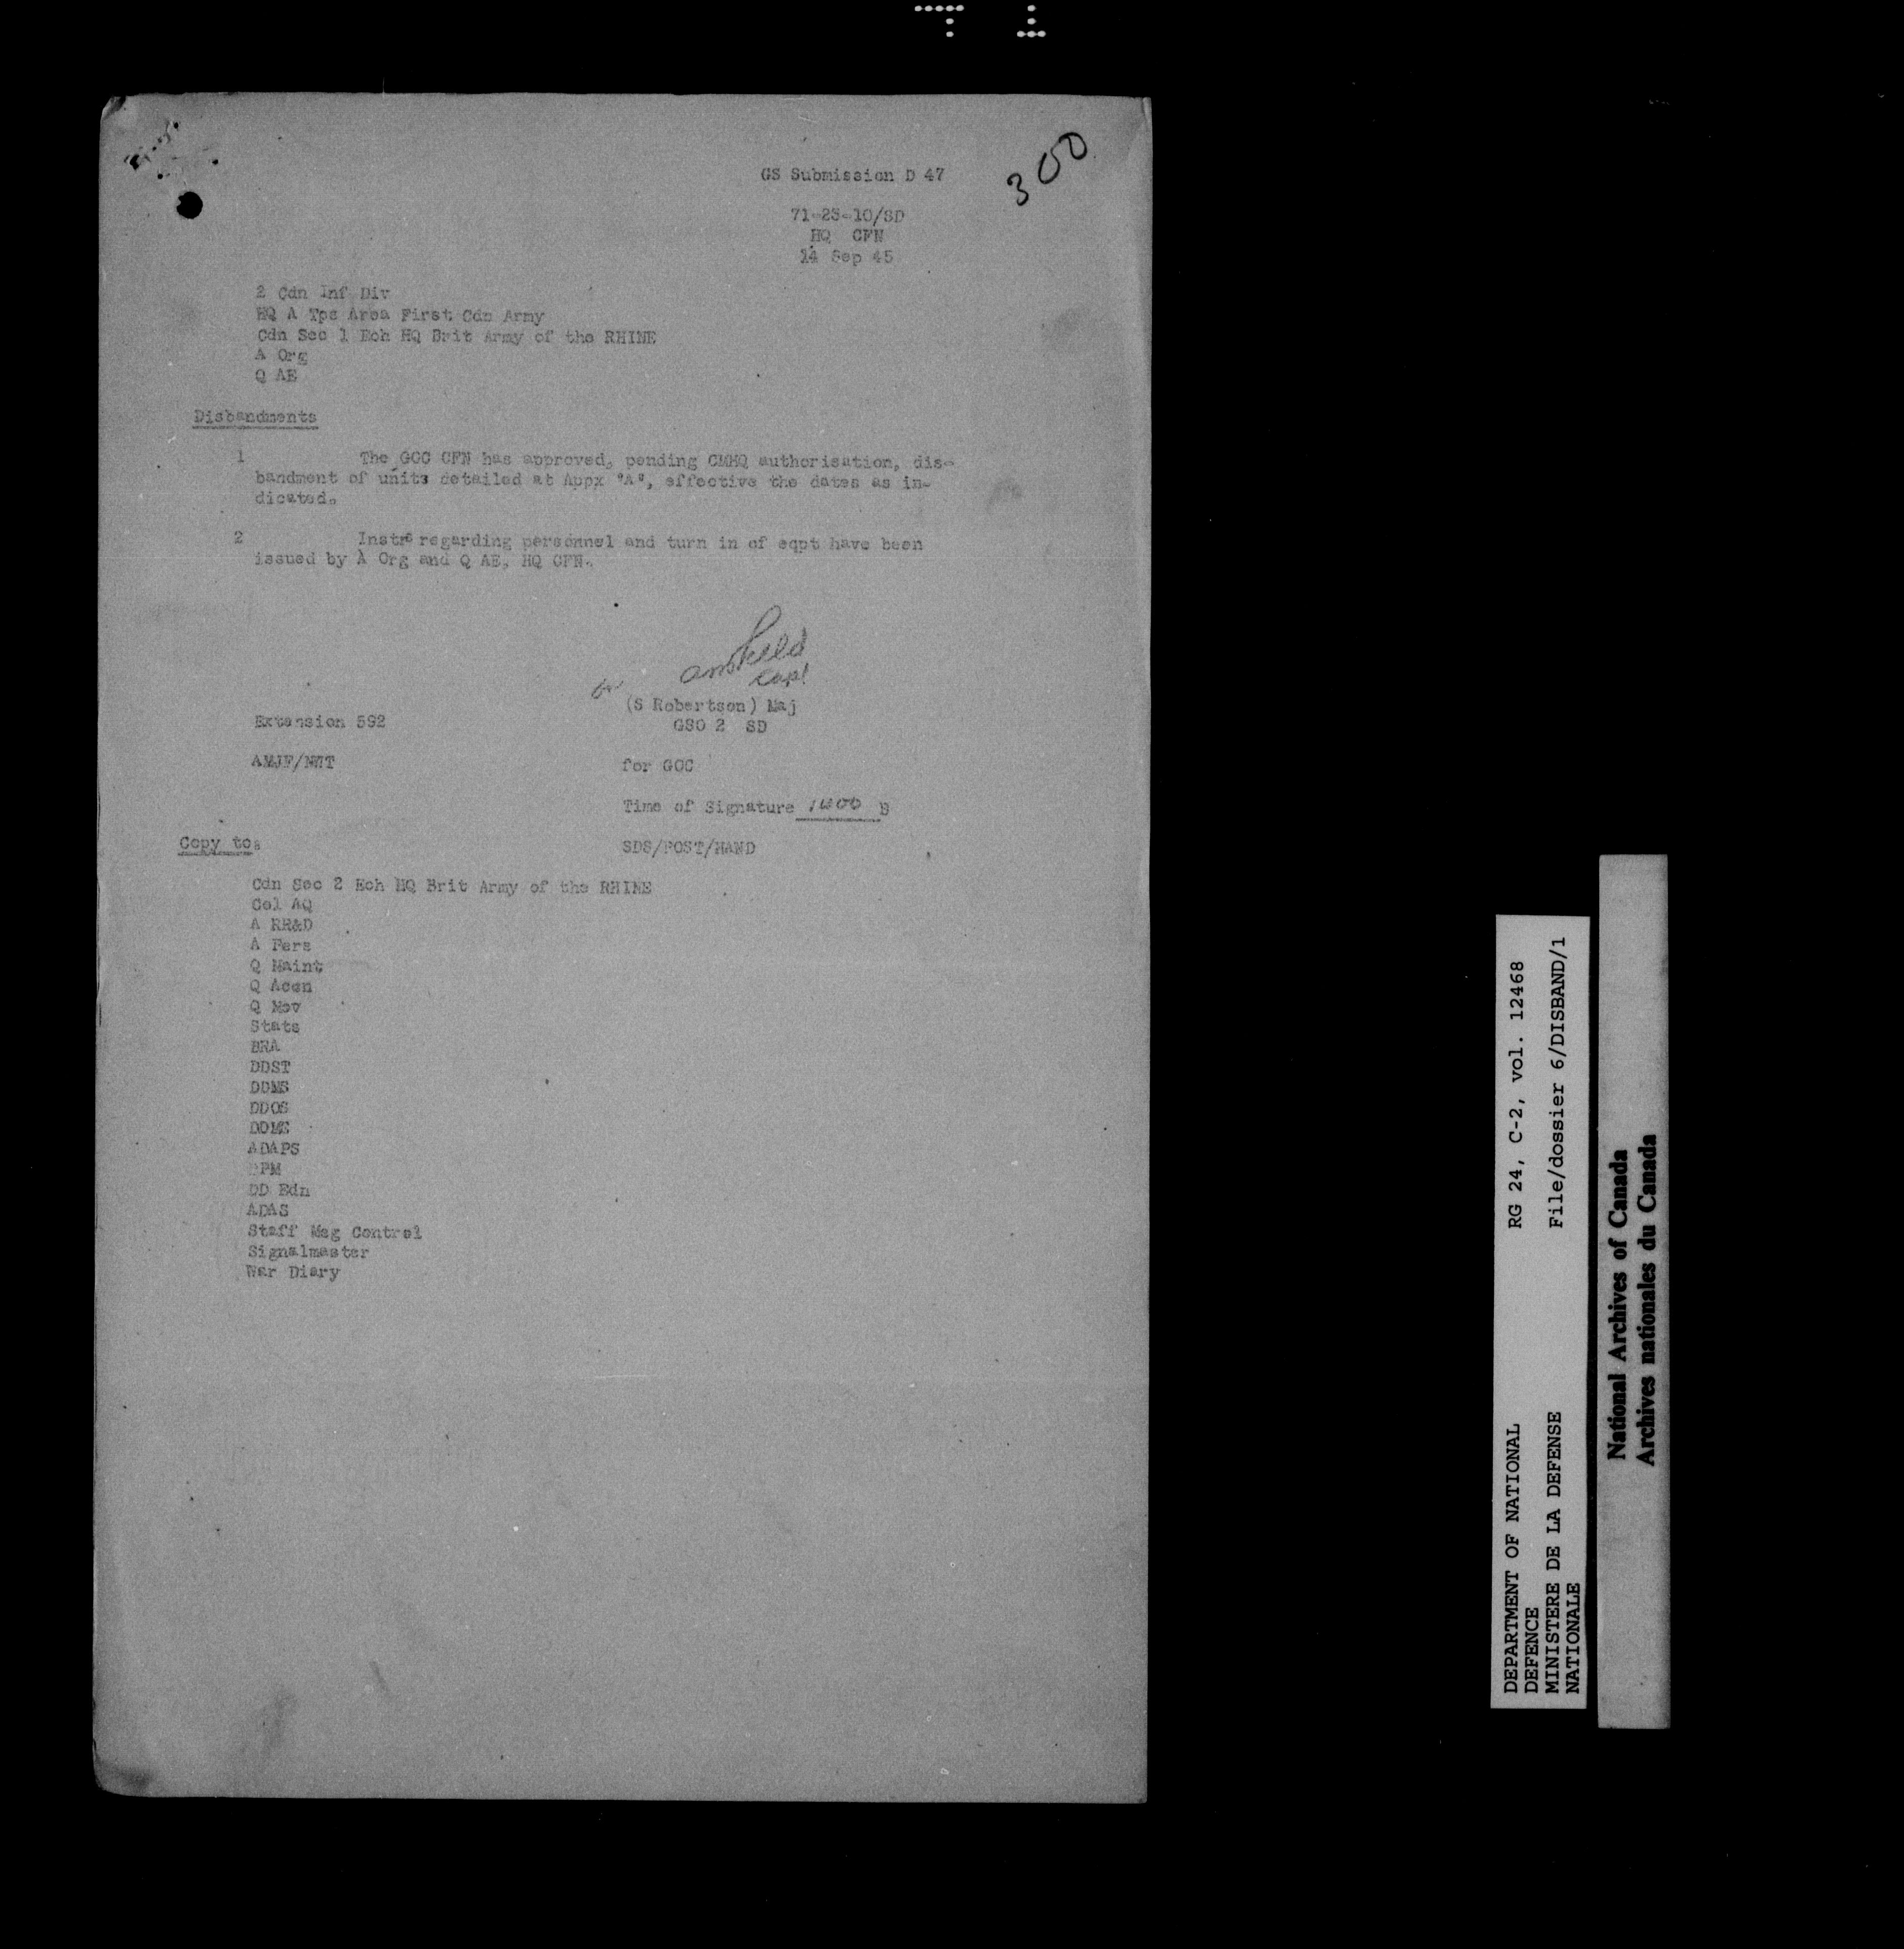 300
GS Submission D 47
71-23-10/SD
HQ CFN
14 Sep 45
2 Cdn Inf Div
HQ A Tps Area First Cdn Army
Cdn Sec 1 Ech HQ Brit Army of the RHINE
A Org
Q AE
Disbandments
1 The GOC CFN has approved, pending CMHQ authorisation, dis-
bandment of units detailed at Appx "A", effective the dates as in-
dicated.
2 Instrs regarding personnel and turn in of eqpt have been
issued by A Org and Q AE, HQ CFN.
Capt
(S Robertson) Maj
Extension 592
GSO 2 SD
AMJF/NWT
for GOC
Time of Signature B
Copy to:
SDS/POST/HAND
Cdn Sec 2 Ech HQ Brit Army of the RHINE
Col AQ
A RR&D
A Pers
Q Maint
Q Accn
Q Mov
Stats
BRA
DDST
DDMS
DDOS
DDME
ADAPS
DPM
DD Edn
ADAS
Staff Msg Control
Signalmaster
War Diary
DEPARTMENT OF NATIONAL
DEFENCE
MINISTERE DE LA DEFENSE
NATIONALE
RG 24, C-2, vol. 12468
File/dossier 6/DISBAND/1
National Archives of Canada
Archives nationales du Canada